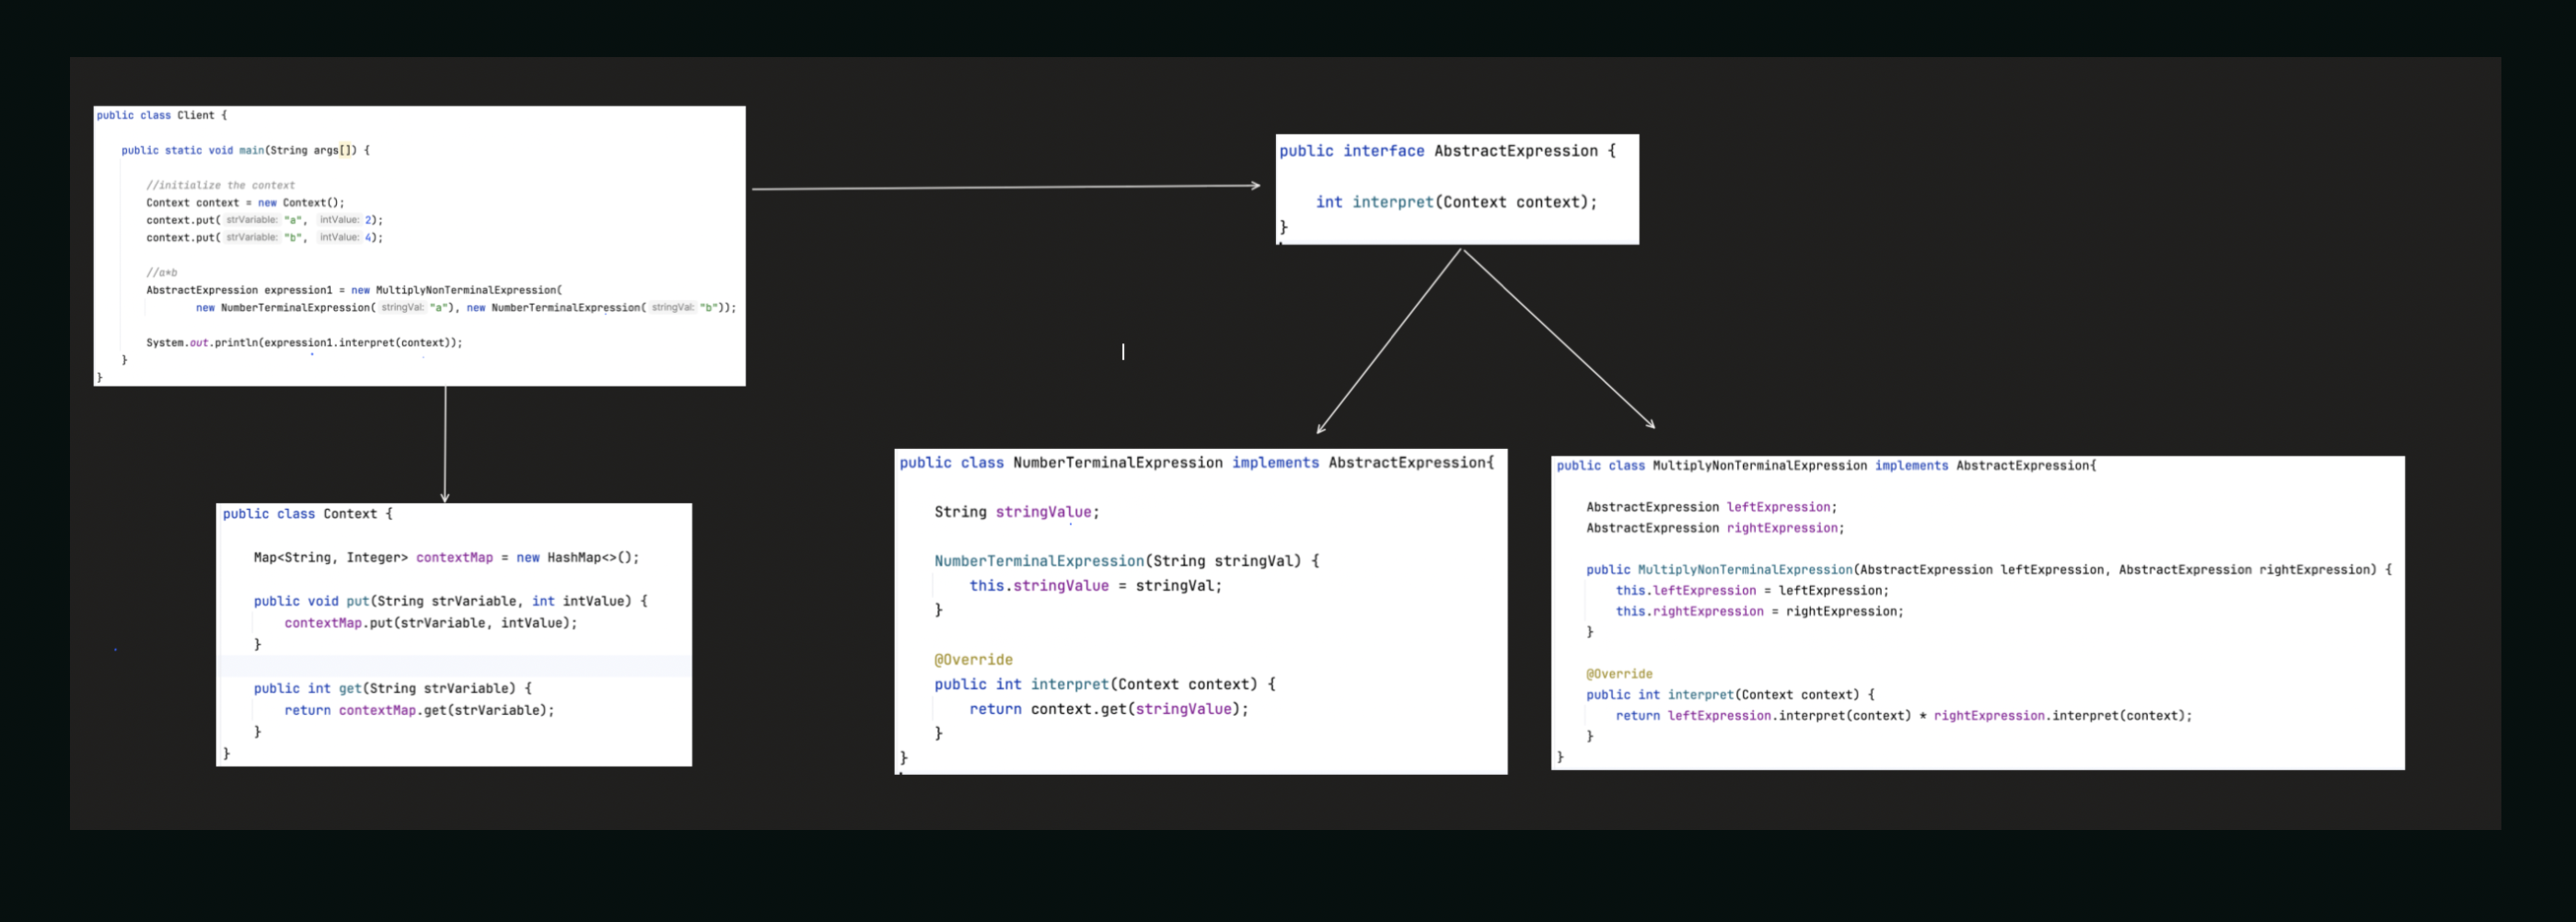 public class Client {
public static void main(String args[]) {
//initialize the context
Context context = new Context();
context.put( strVariable: "a", intValue: 2);
context.put( strVariable: "b", intValue: 4);
//a*b
AbstractExpression expression1 = new MultiplyNonTerminalExpression(
new NumberTerminalExpression( stringVal: "a"), new NumberTerminalExpression( stringVal: "b"));
System.out.println(expression1.interpret(context));
}
}
public interface AbstractExpression {
int interpret(Context context);
}
public class Context {
Map<String, Integer> contextMap = new HashMap<>();
public void put(String strVariable, int intValue) {
contextMap.put(strVariable, intValue);
}
public int get(String strVariable) {
return contextMap.get(strVariable);
}
}
public class NumberTerminalExpression implements AbstractExpression{
String stringValue;
NumberTerminalExpression(String stringVal) {
this.stringValue = stringVal;
}
@Override
public int interpret(Context context) {
return context.get(stringValue);
}
}
public class MultiplyNonTerminalExpression implements AbstractExpression{
AbstractExpression leftExpression;
AbstractExpression rightExpression;
public MultiplyNonTerminalExpression(AbstractExpression leftExpression, AbstractExpression rightExpression) {
this.leftExpression = leftExpression;
this.rightExpression = rightExpression;
}
@Override
public int interpret(Context context) {
return leftExpression.interpret(context) * rightExpression.interpret(context);
}
}